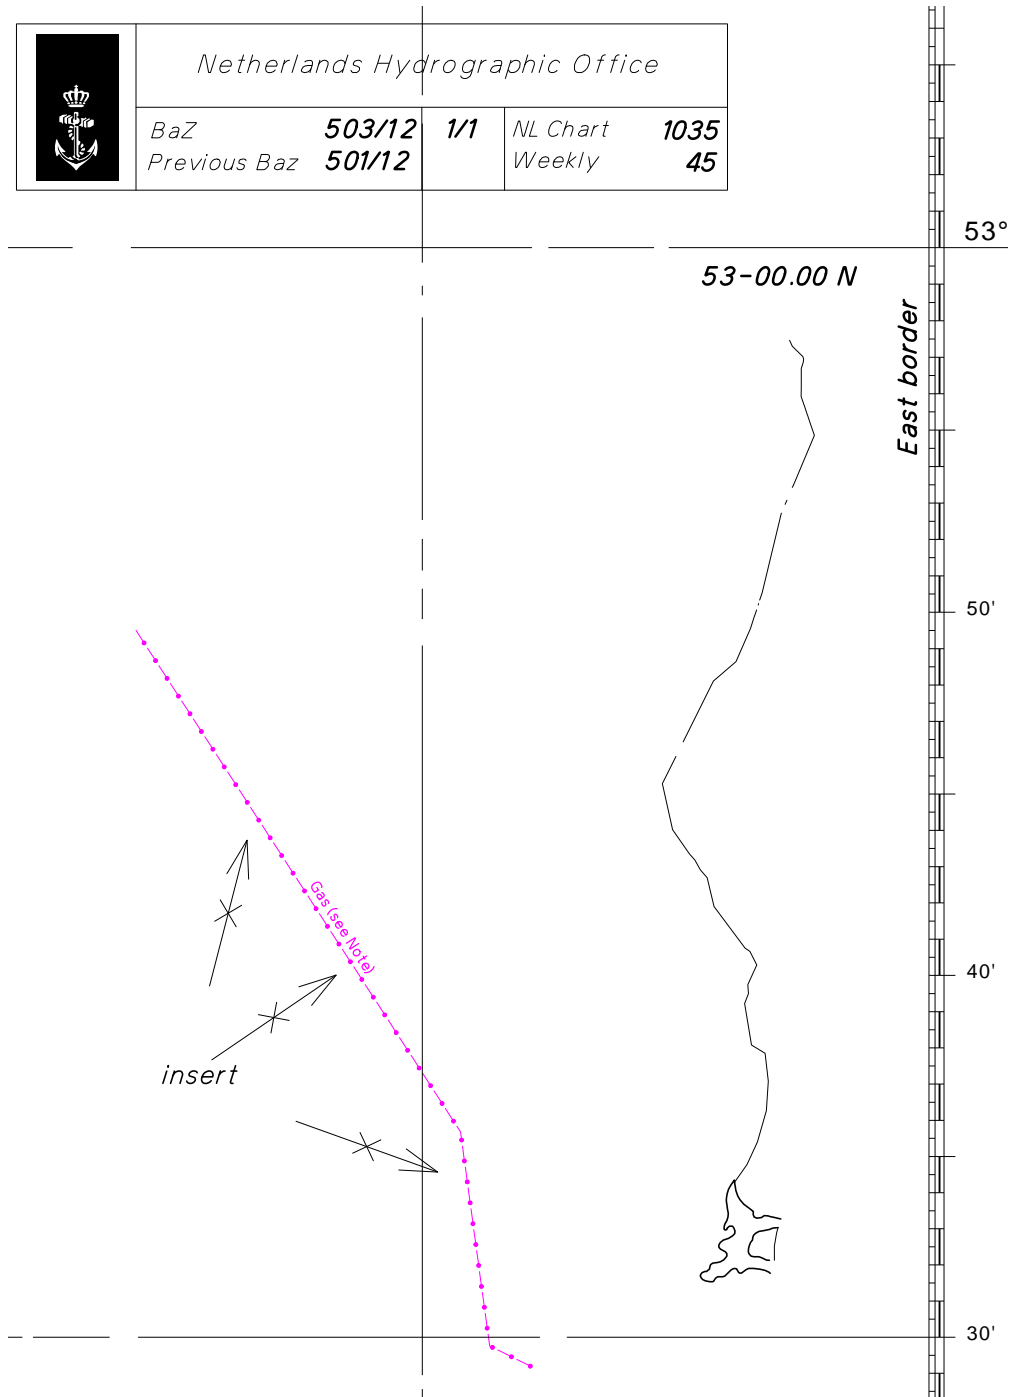 Netherlands Hydrographic Office
BaZ 503/12 1/1 NL Chart 1035
Previous Baz 501/12 Weekly 45
53°
53-00.00 N
East border
50'
Gas (see Note)
40'
insert
30'